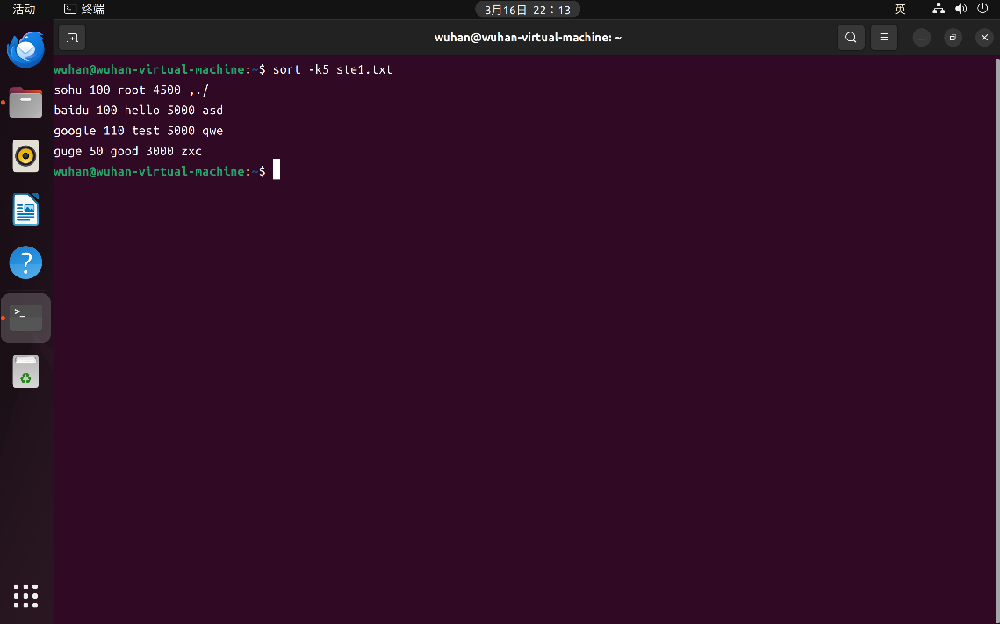 活动 终端 3月16日 22：13 英
wuhan@wuhan-virtual-machine: ~
wuhan@wuhan-virtual-machine:~$ sort -k5 ste1.txt
sohu 100 root 4500 ,./
baidu 100 hello 5000 asd
google 110 test 5000 qwe
guge 50 good 3000 zxc
wuhan@wuhan-virtual-machine:~$